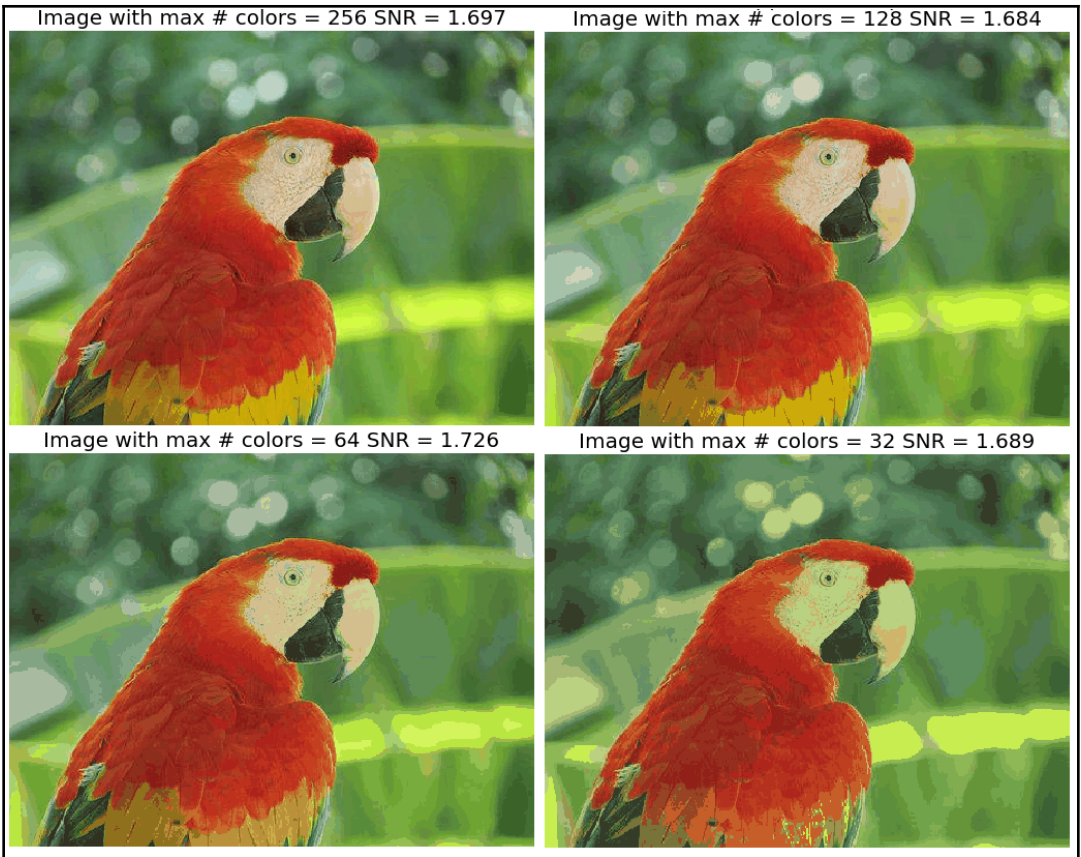 Image with max # colors = 256 SNR = 1.697
Image with max # colors = 128 SNR = 1.684
Image with max # colors = 64 SNR = 1.726
Image with max # colors = 32 SNR = 1.689